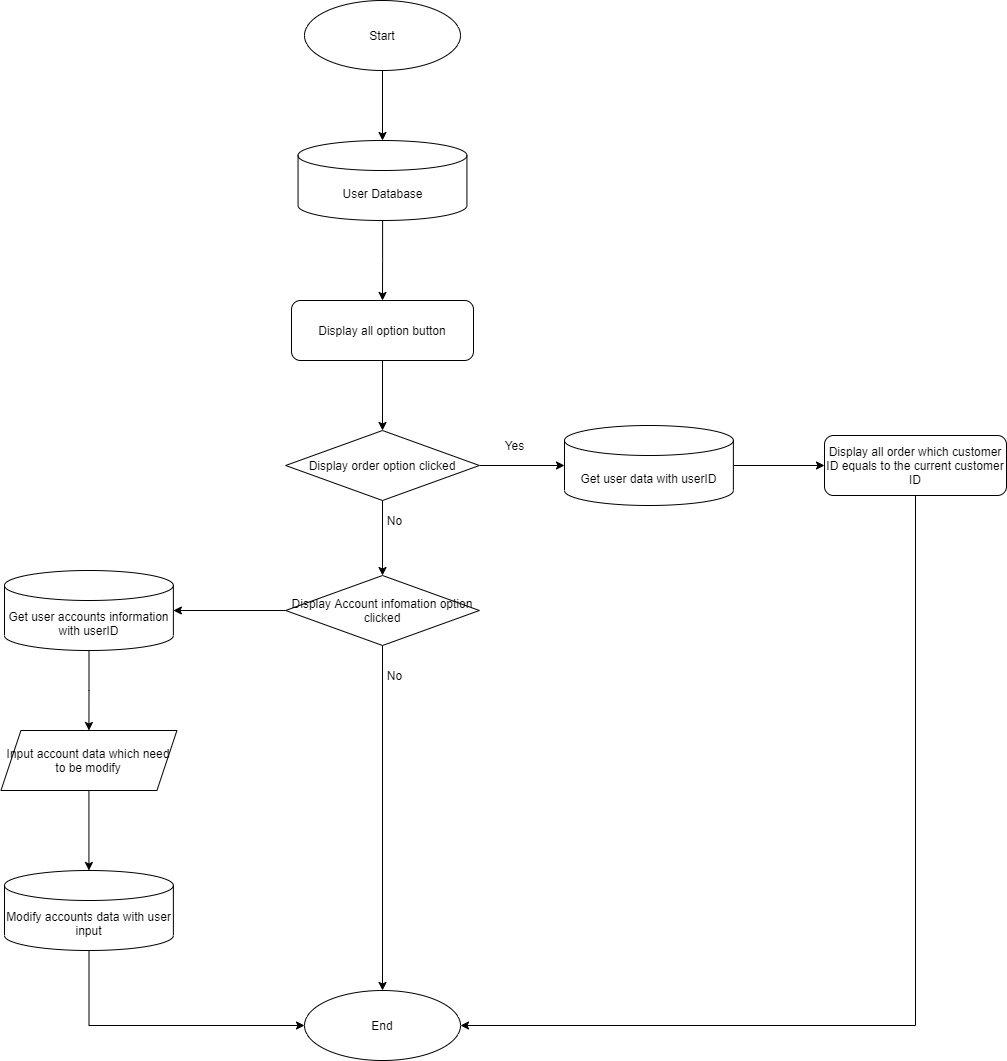 Start
User Database
Display all option button
Display order option clicked
Yes
Get user data with userID
Display all order which customer
ID equals to the current customer
ID
No
Display Account infomation option
clicked
Get user accounts information
with userID
No
Input account data which need
to be modify
Modify accounts data with user
input
End